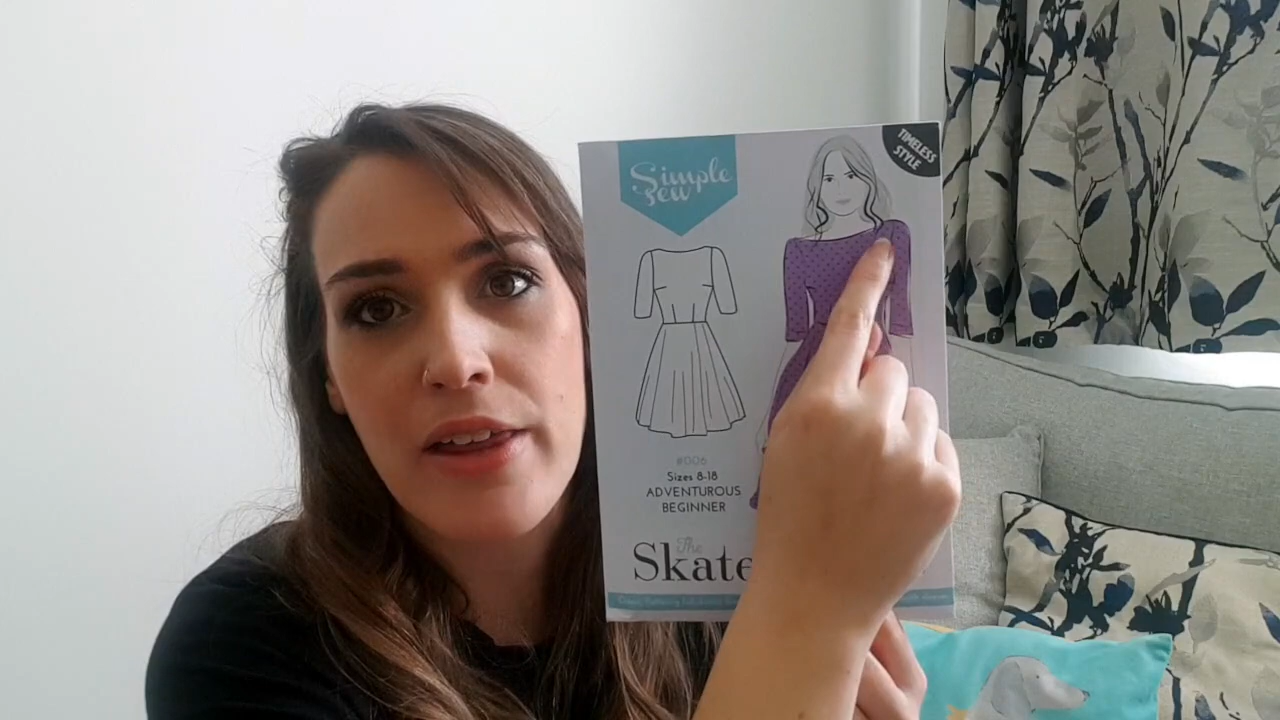 Simple
Sew
TIMELESS
STYLE
#006
Sizes 8-18
ADVENTUROUS
BEGINNER
The
Skate